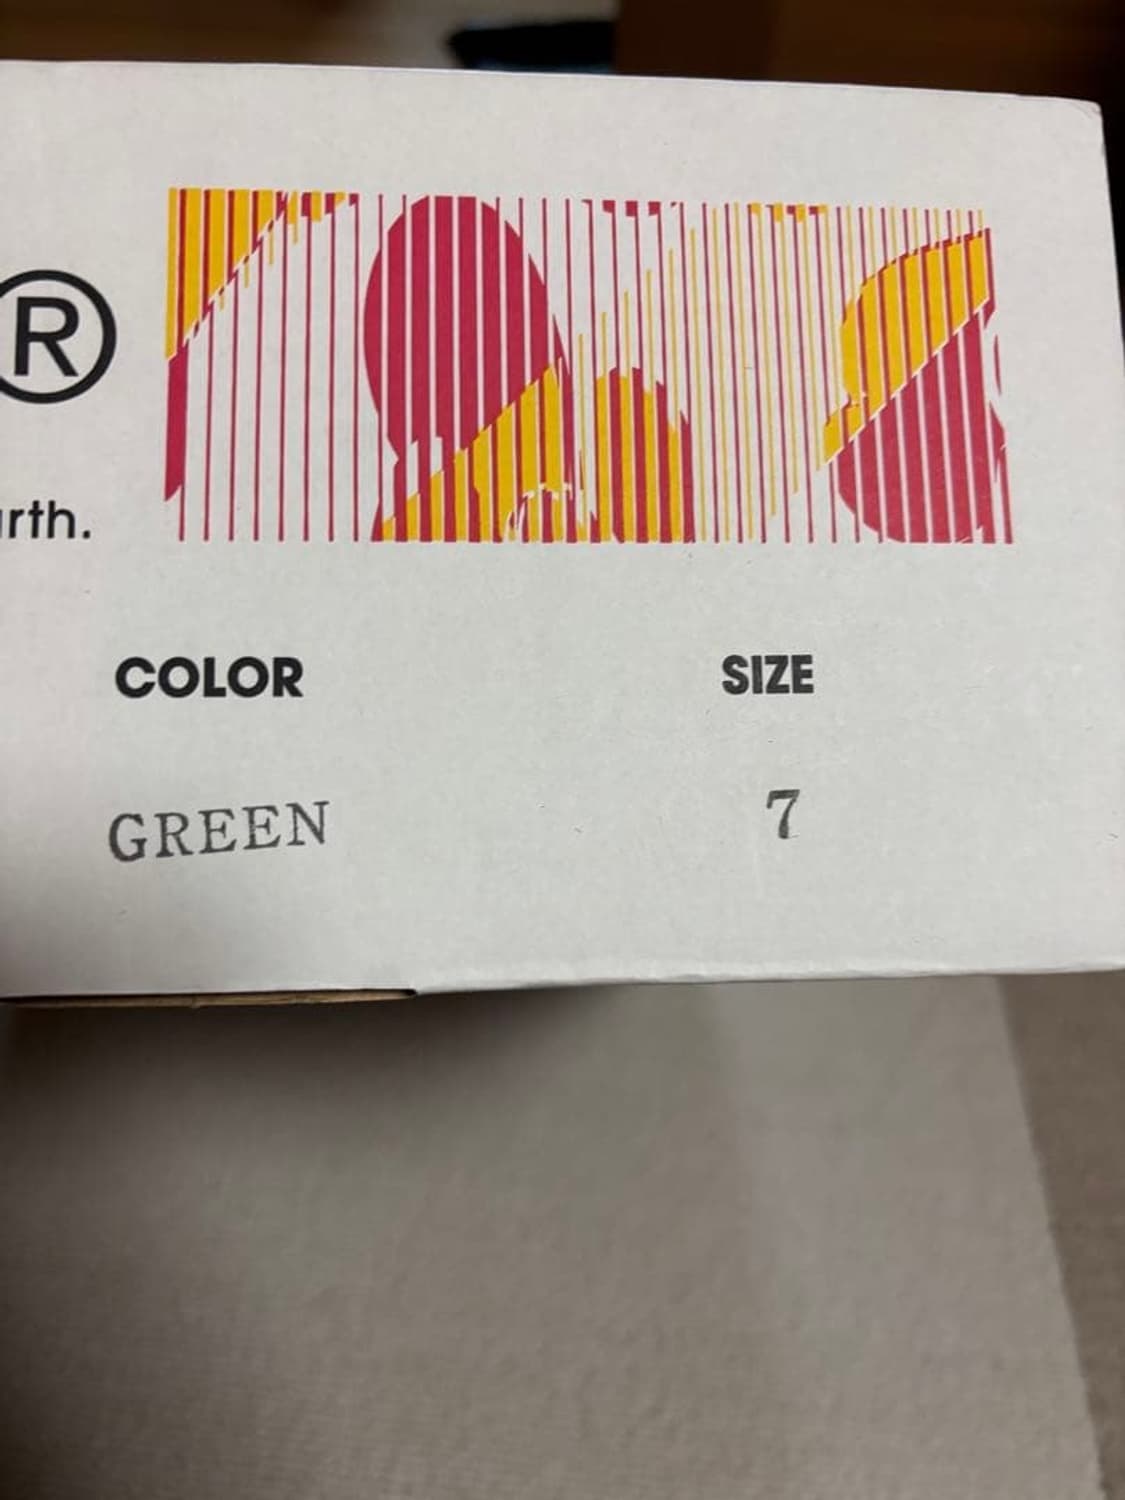 ®
rth.
COLOR SIZE
GREEN 7